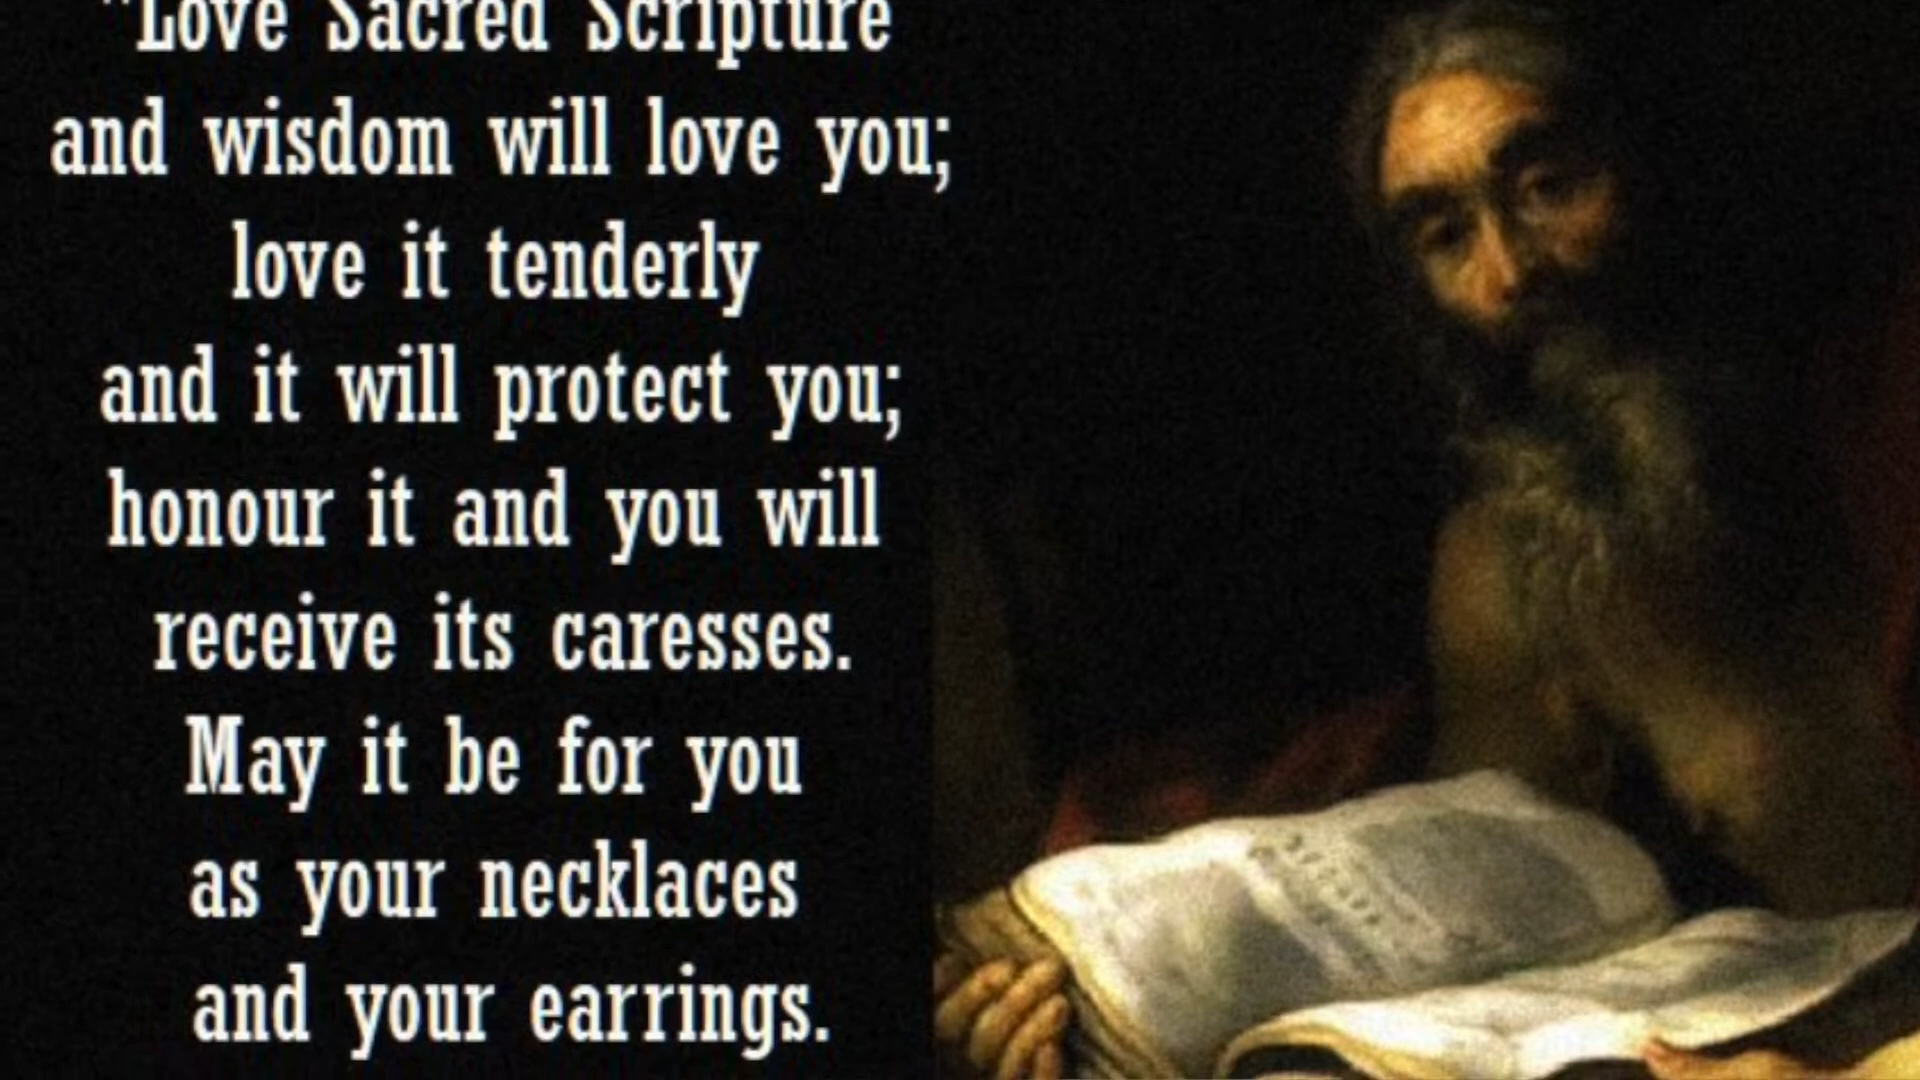 "Love Sacred Scripture
and wisdom will love you;
love it tenderly
and it will protect you;
honour it and you will
receive its caresses.
May it be for you
as your necklaces
and your earrings.